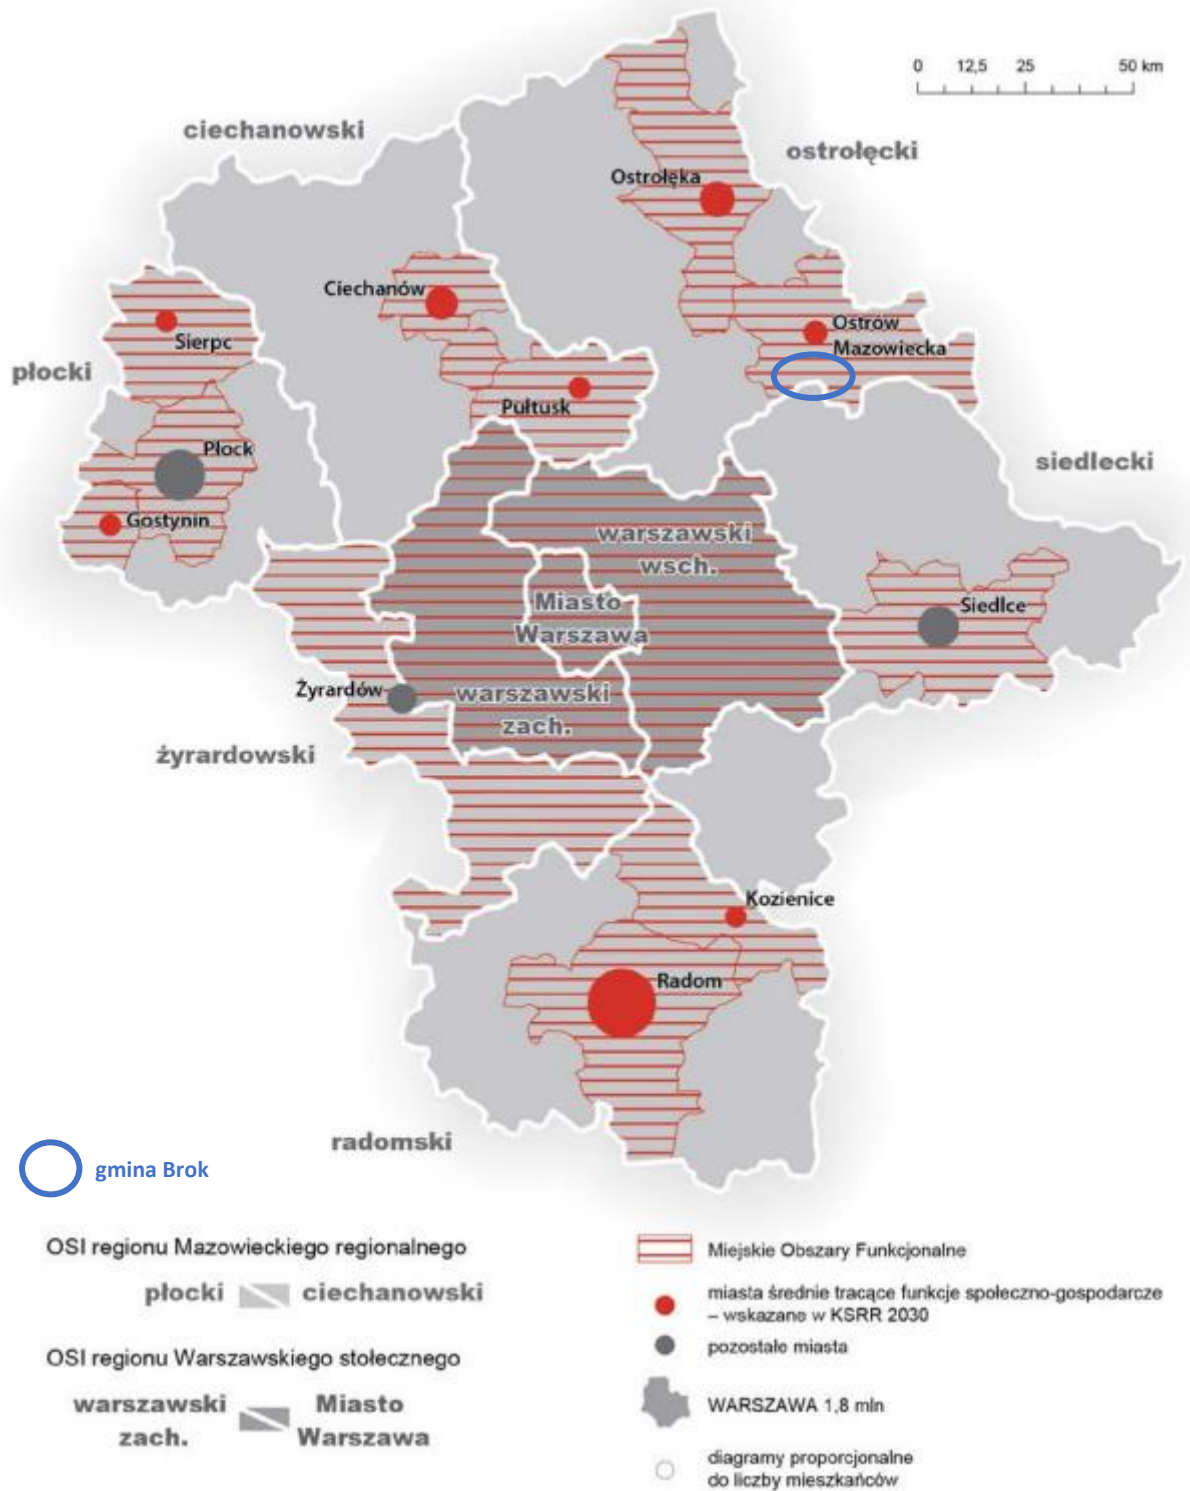 0 12,5 25 50 km
ciechanowski
ostrołęcki
Ostrołęka
Ciechanów
Ostrów
Mazowiecka
Sierpc
płocki
Pułtusk
Płock
siedlecki
Gostynin
warszawski
wsch.
Miasto
Warszawa
Siedlce
Żyrardów
warszawski
zach.
żyrardowski
Kozienice
Radom
radomski
gmina Brok
OSI regionu Mazowieckiego regionalnego
płocki ciechanowski
OSI regionu Warszawskiego stołecznego
warszawski
zach.
Miasto
Warszawa
Miejskie Obszary Funkcjonalne
miasta średnie tracące funkcje społeczno-gospodarcze
– wskazane w KSRR 2030
pozostałe miasta
WARSZAWA 1,8 mln
diagramy proporcjonalne
do liczby mieszkańców